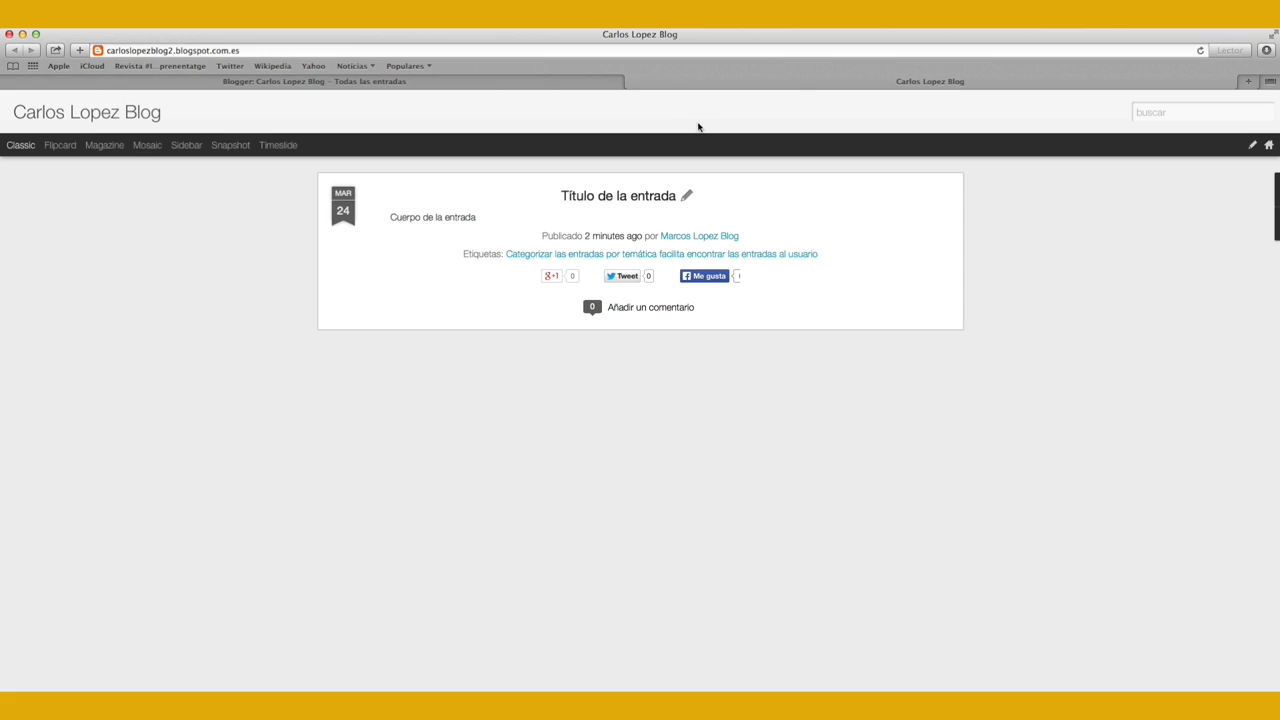 Carlos Lopez Blog
carloslopezblog2.blogspot.com.es
Lector
Apple iCloud Revista #l...prenentatge Twitter Wikipedia Yahoo Noticias Populares
Blogger: Carlos Lopez Blog – Todas las entradas
Carlos Lopez Blog
Carlos Lopez Blog
buscar
Classic Flipcard Magazine Mosaic Sidebar Snapshot Timeslide
MAR
24
Título de la entrada
Cuerpo de la entrada
Publicado 2 minutes ago por Marcos Lopez Blog
Etiquetas: Categorizar las entradas por temática facilita encontrar las entradas al usuario
g+1 0 Tweet 0 Me gusta
0 Añadir un comentario